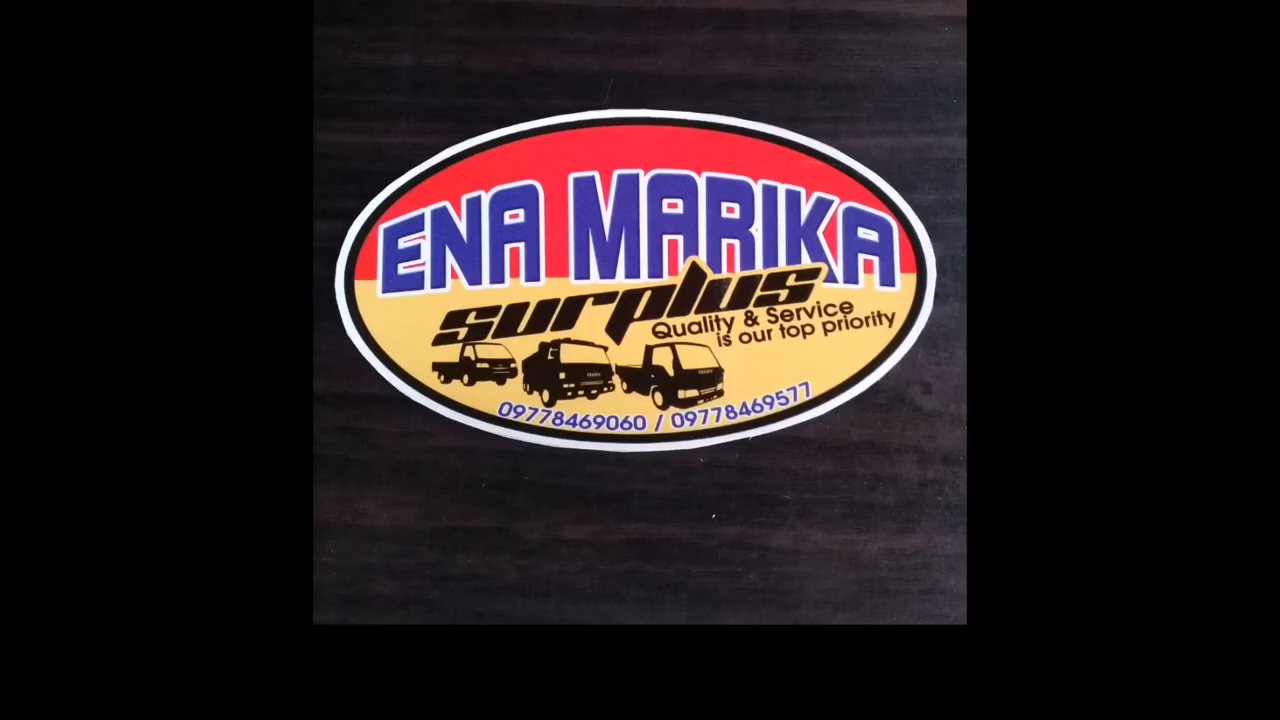 ENA MARIKA
surplus
Quality & Service
is our top priority
09778469060 / 09778469577